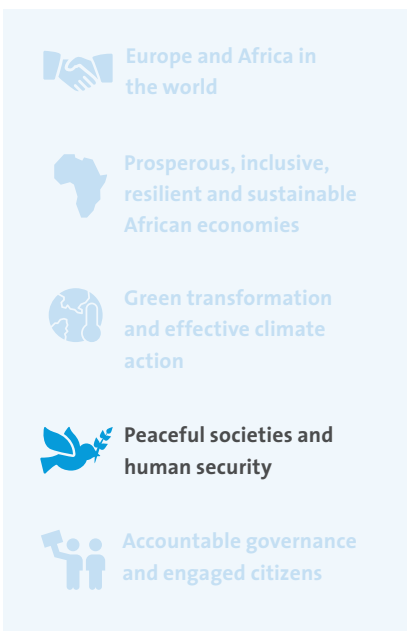 Europe and Africa in
the world
Prosperous, inclusive,
resilient and sustainable
African economies
Green transformation
and effective climate
action
Peaceful societies and
human security
Accountable governance
and engaged citizens